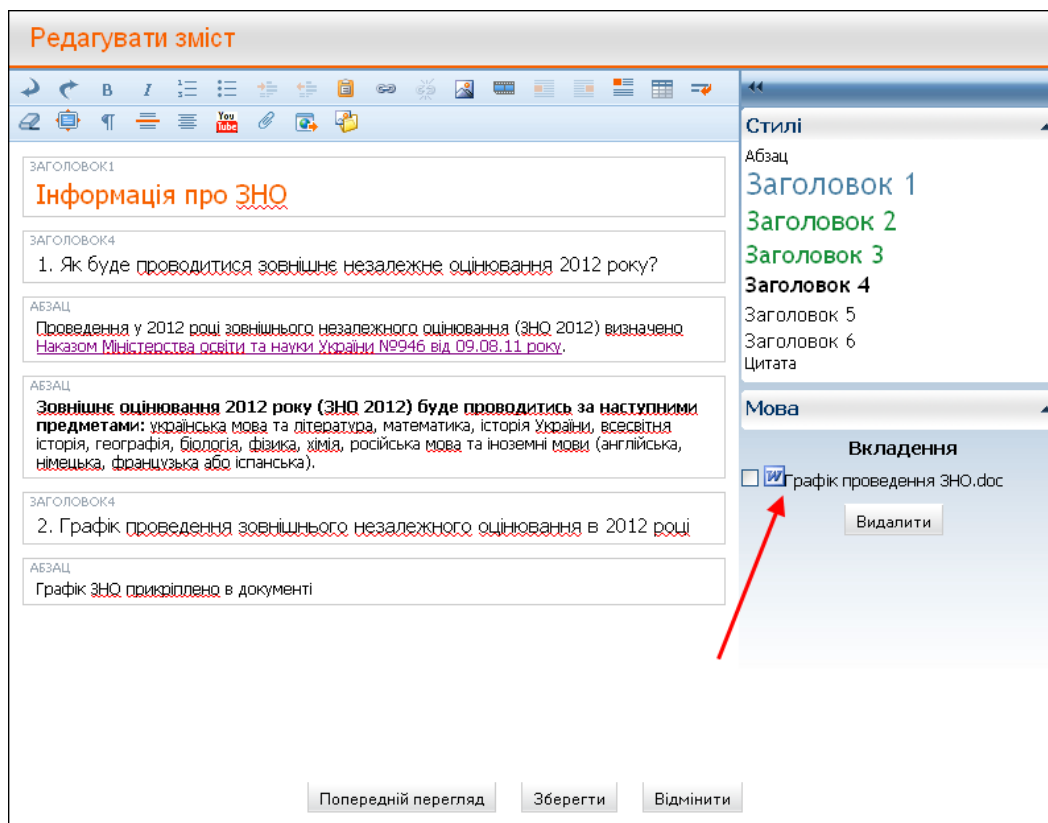 Редагувати зміст
You
Tube
ЗАГОЛОВОК1
Інформація про ЗНО
ЗАГОЛОВОК4
1. Як буде проводитися зовнішнє незалежне оцінювання 2012 року?
АБЗАЦ
Проведення у 2012 році зовнішнього незалежного оцінювання (ЗНО 2012) визначено
Наказом Міністерства освіти та науки України №946 від 09.08.11 року.
АБЗАЦ
Зовнішнє оцінювання 2012 року (ЗНО 2012) буде проводитись за наступними
предметами: українська мова та література, математика, історія України, всесвітня
історія, географія, біологія, фізика, хімія, російська мова та іноземні мови (англійська,
німецька, французька або іспанська).
ЗАГОЛОВОК4
2. Графік проведення зовнішнього незалежного оцінювання в 2012 році
АБЗАЦ
Графік ЗНО прикріплено в документі
Стилі
Абзац
Заголовок 1
Заголовок 2
Заголовок 3
Заголовок 4
Заголовок 5
Заголовок 6
Цитата
Мова
Вкладення
Графік проведення ЗНО.doc
Видалити
Попередній перегляд Зберегти Відмінити